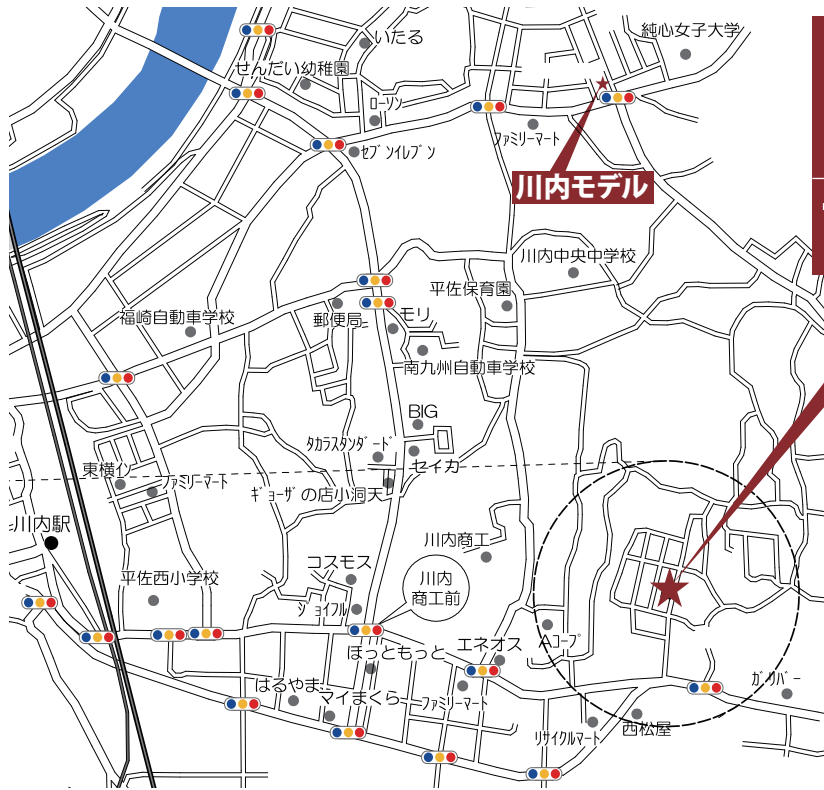 純心女子大学
いたる
せんだい幼稚園
ﾛｰｿﾝ
ﾌｧﾐﾘｰﾏｰﾄ
ｾﾌﾞﾝｲﾚﾌﾞﾝ
川内モデル
川内中央中学校
平佐保育園
福崎自動車学校
郵便局
モリ
南九州自動車学校
BIG
ﾀｶﾗｽﾀﾝﾀﾞｰﾄﾞ
セイカ
東横ｲﾝ
ﾌｧﾐﾘｰﾏｰﾄ
ｷﾞｮｰｻﾞの店小洞天
川内駅
川内商工
コスモス
平佐西小学校
川内
商工前
ｼﾞｮｲﾌﾙ
ほっともっと
エネオス
Aｺｰﾌﾟ
はるやま
マイまくら
ﾌｧﾐﾘｰﾏｰﾄ
ｶﾞﾘﾊﾞｰ
ﾘｻｲｸﾙﾏｰﾄ
西松屋